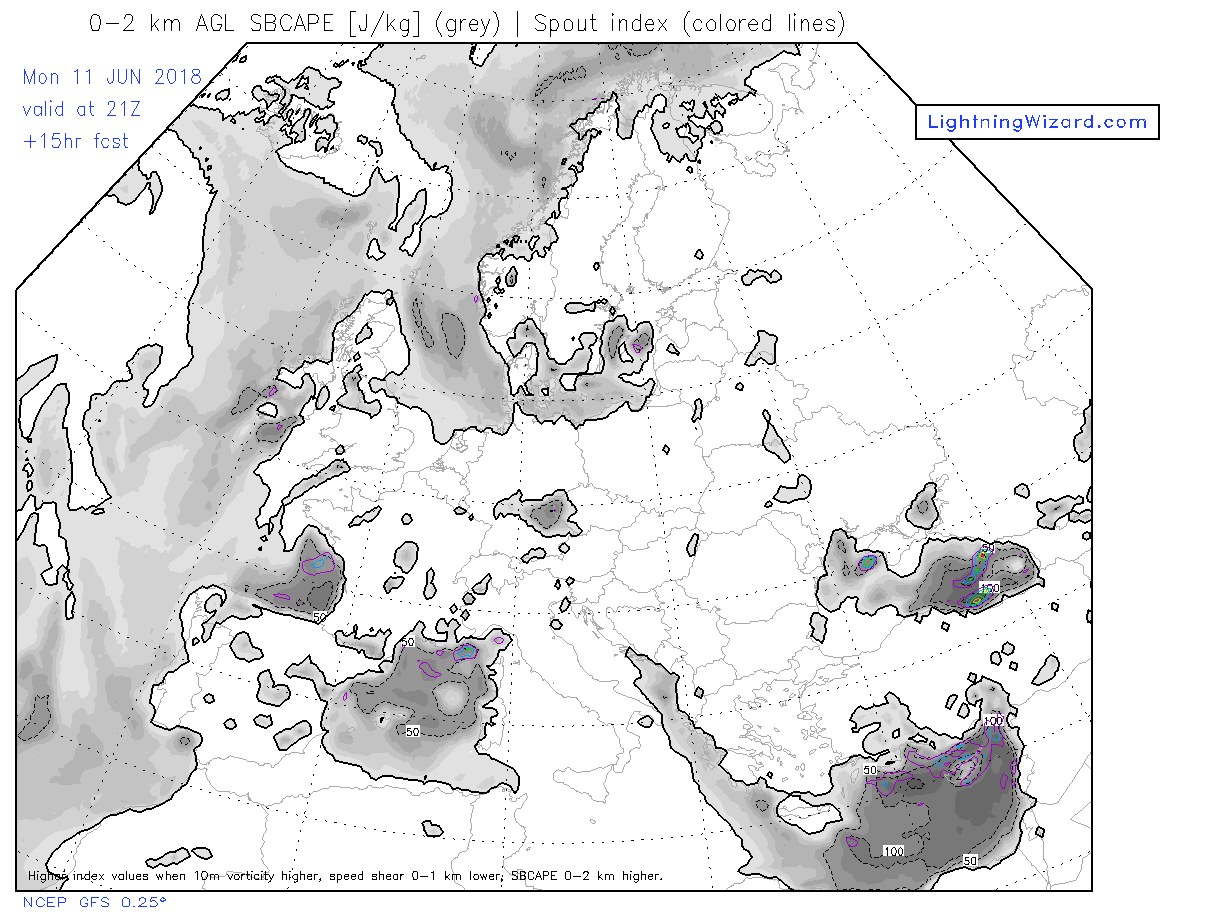 0-2 km AGL SBCAPE [J/kg] (grey) | Spout index (colored lines)
Mon 11 JUN 2018
valid at 21Z
+15hr fcst
LightningWizard.com
50
50
50
50
100
50
100
50
Higher index values when 10m vorticity higher, speed shear 0-1 km lower, SBCAPE 0-2 km higher.
NCEP GFS 0.25°